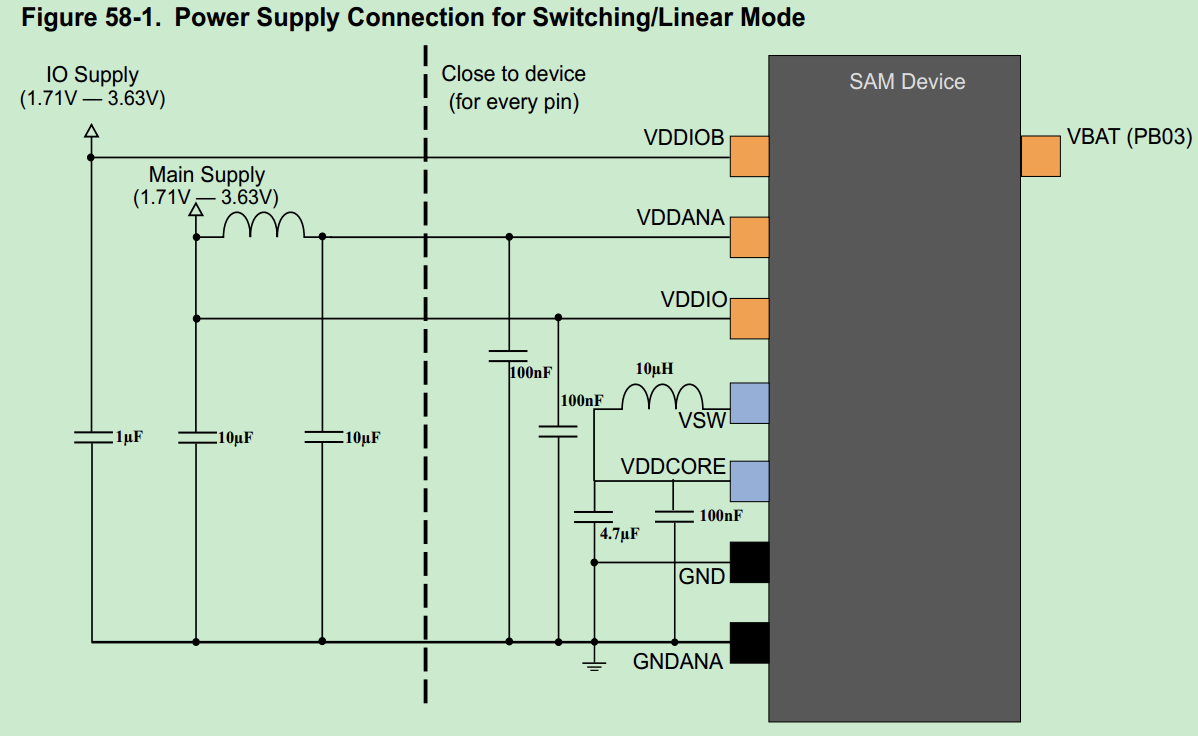 Figure 58-1. Power Supply Connection for Switching/Linear Mode
IO Supply
(1.71V — 3.63V)
Close to device
(for every pin)
SAM Device
VDDIOB
VBAT (PB03)
Main Supply
(1.71V — 3.63V)
VDDANA
VDDIO
10µH
100nF
100nF
VSW
1µF
10µF
10µF
VDDCORE
100nF
4.7µF
GND
GNDANA